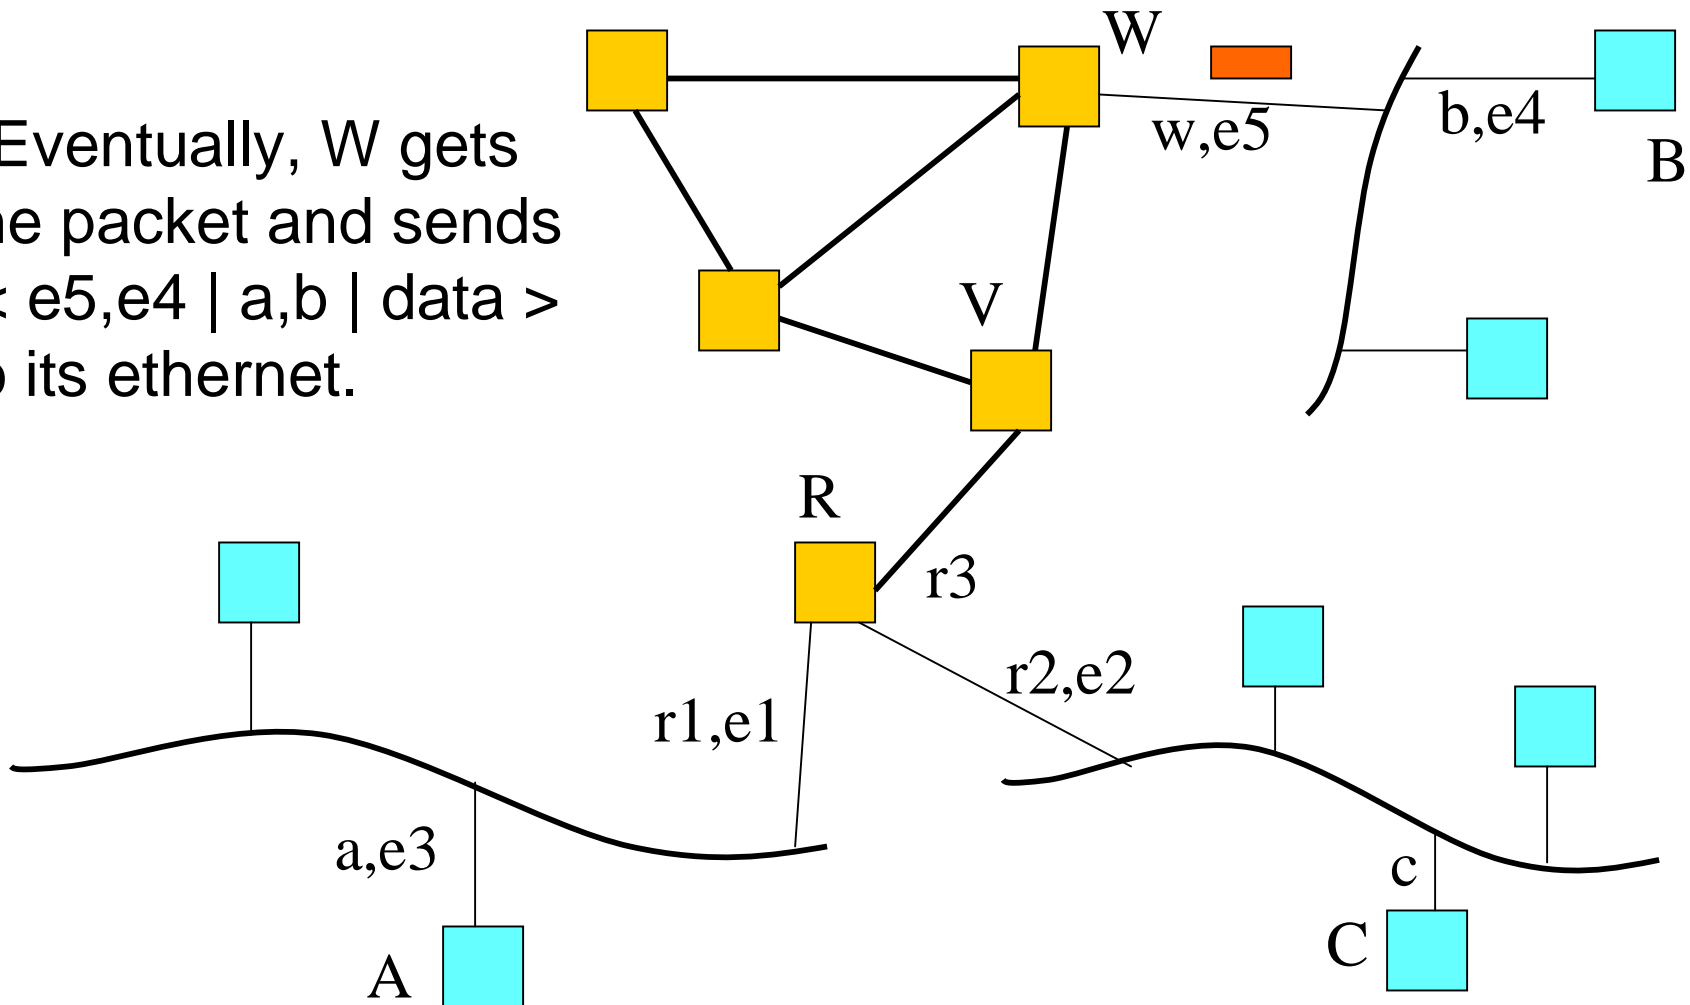 Eventually, W gets
he packet and sends
< e5,e4 | a,b | data >
o its ethernet.
W
w,e5
b,e4
B
V
R
r3
r2,e2
r1,e1
a,e3
A
c
C